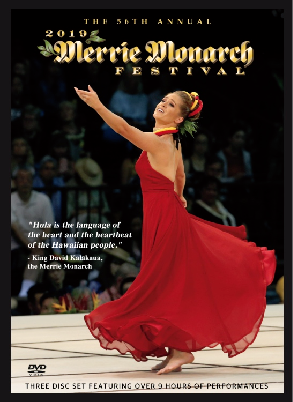 THE 56TH ANNUAL
2019
Merrie Monarch
FESTIVAL
"Hula is the language of
the heart and the heartbeat
of the Hawaiian people."
- King David Kalākaua,
the Merrie Monarch
DVD
VIDEO
THREE DISC SET FEATURING OVER 9 HOURS OF PERFORMANCES